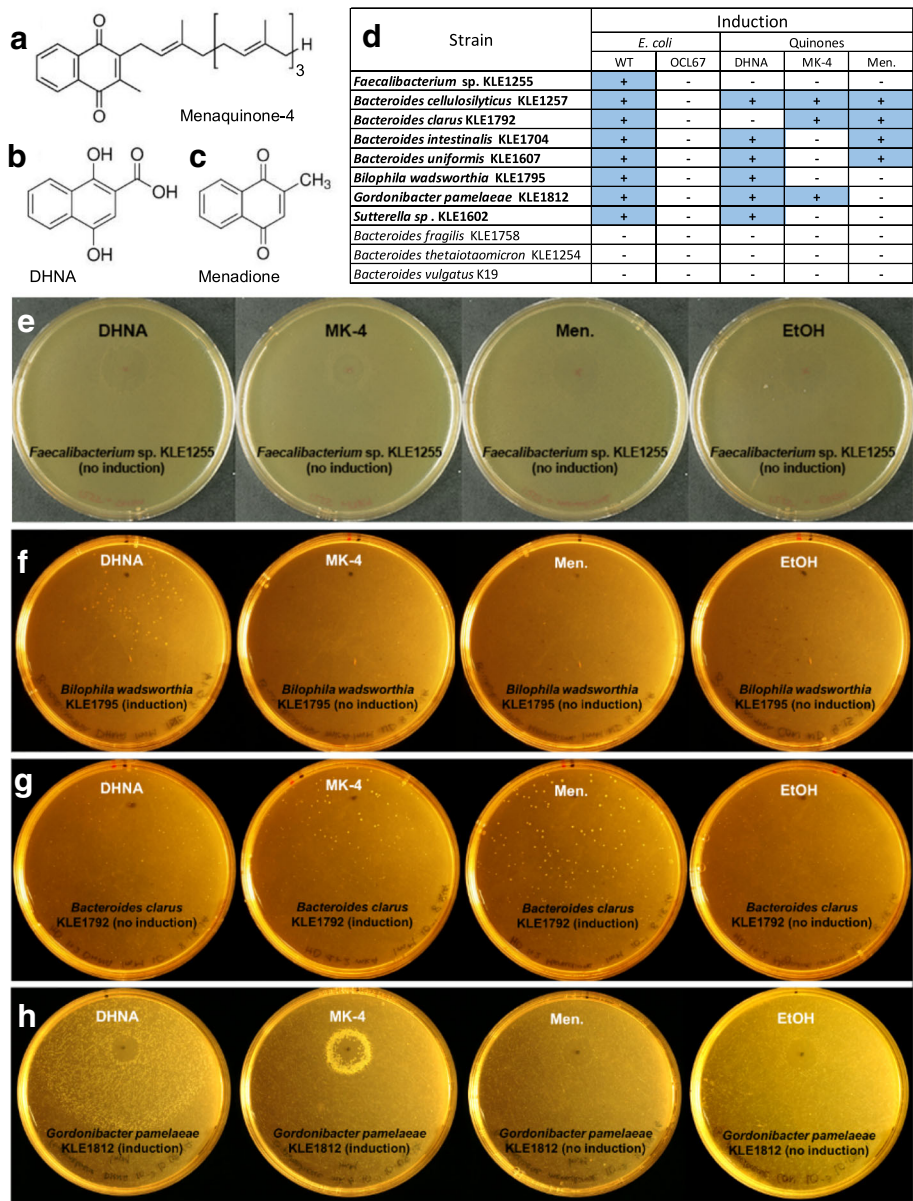 a
H
3
O
O
Me
Menaquinone-4
b
OH
O
OH
OH
DHNA
c
O
CH3
O
Menadione
d
Strain Induction
E. coli Quinones
WT OCL67 DHNA MK-4 Men.
Faecalibacterium sp. KLE1255 + - - - -
Bacteroides cellulosilyticus KLE1257 + - + + +
Bacteroides clarus KLE1792 + - - + +
Bacteroides intestinalis KLE1704 + - + - +
Bacteroides uniformis KLE1607 + - + - +
Bilophila wadsworthia KLE1795 + - + - -
Gordonibacter pamelaeae KLE1812 + - + + -
Sutterella sp. KLE1602 + - + - -
Bacteroides fragilis KLE1758 - - - - -
Bacteroides thetaiotaomicron KLE1254 - - - - -
Bacteroides vulgatus K19 - - - - -
e
DHNA MK-4 Men. EtOH
Faecalibacterium sp. KLE1255 Faecalibacterium sp. KLE1255 Faecalibacterium sp. KLE1255 Faecalibacterium sp. KLE1255
(no induction) (no induction) (no induction) (no induction)
f
DHNA MK-4 Men. EtOH
Bilophila wadsworthia Bilophila wadsworthia Bilophila wadsworthia Bilophila wadsworthia
KLE1795 (induction) KLE1795 (no induction) KLE1795 (no induction) KLE1795 (no induction)
g
DHNA MK-4 Men. EtOH
Bacteroides clarus Bacteroides clarus Bacteroides clarus Bacteroides clarus
KLE1792 (no induction) KLE1792 (induction) KLE1792 (induction) KLE1792 (no induction)
h
DHNA MK-4 Men. EtOH
Gordonibacter pamelaeae Gordonibacter pamelaeae Gordonibacter pamelaeae Gordonibacter pamelaeae
KLE1812 (induction) KLE1812 (induction) KLE1812 (no induction) KLE1812 (no induction)